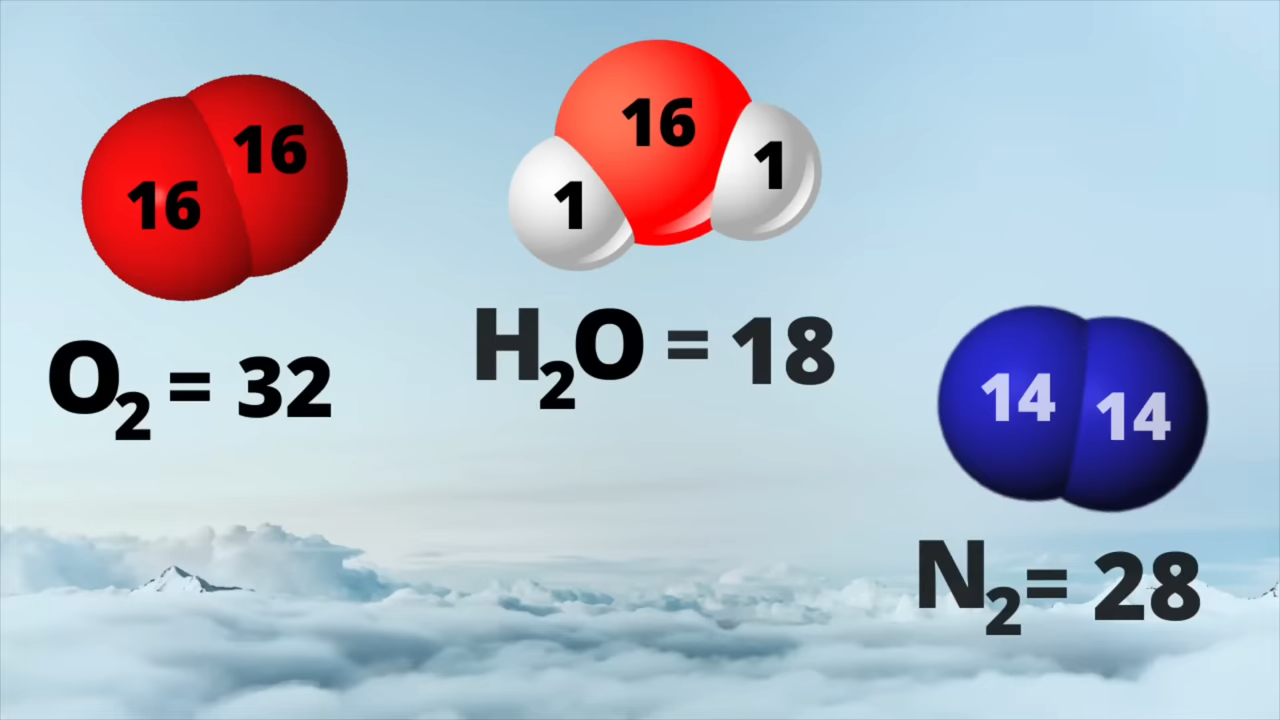 16
16
O₂ = 32
1
16
1
H₂O = 18
14
14
N₂ = 28